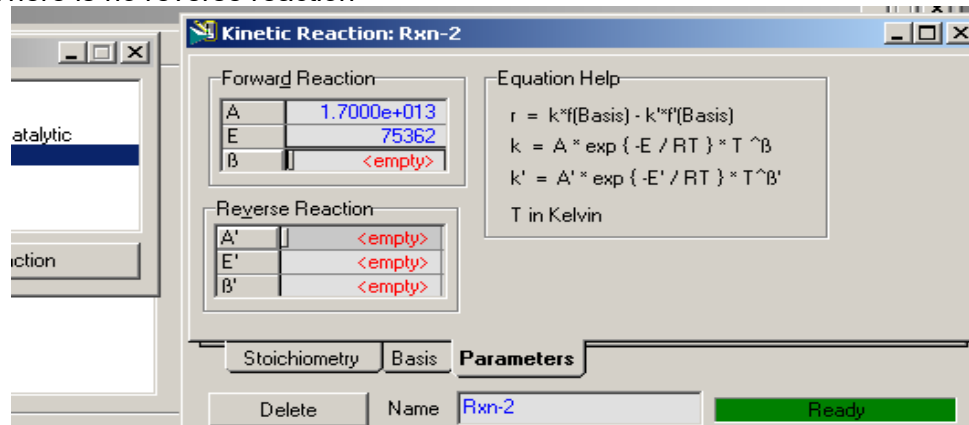 Kinetic Reaction: Rxn-2
Forward Reaction
A 1.7000e+013
E 75362
ß <empty>
Equation Help
r = k*f(Basis) - k'*f'(Basis)
k = A * exp { -E / RT } * T ^ß
k' = A' * exp { -E' / RT } * T^ß'
T in Kelvin
Reverse Reaction
A' <empty>
E' <empty>
ß' <empty>
atalytic
ction
Stoichiometry Basis Parameters
Delete Name Rxn-2 Ready